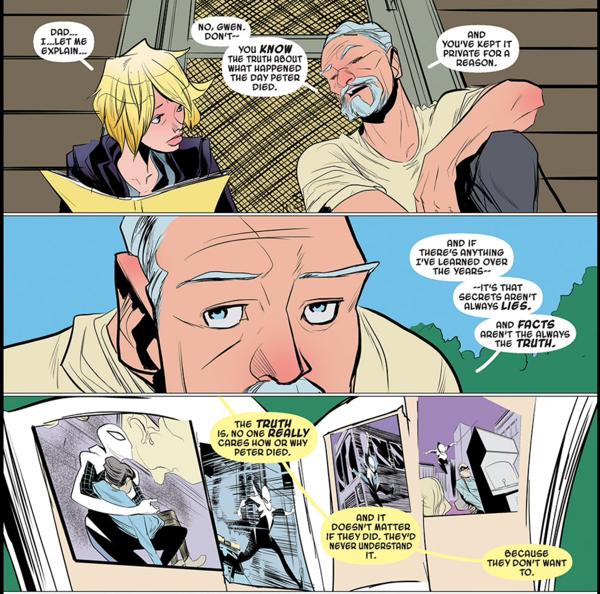 DAD...
I...LET ME
EXPLAIN...
NO, GWEN.
DON'T--
YOU KNOW
THE TRUTH ABOUT
WHAT HAPPENED
THE DAY PETER
DIED.
AND
YOU'VE KEPT IT
PRIVATE FOR A
REASON.
AND IF
THERE'S ANYTHING
I'VE LEARNED OVER
THE YEARS--
--IT'S THAT
SECRETS AREN'T
ALWAYS LIES.
AND FACTS
AREN'T THE ALWAYS
THE TRUTH.
THE TRUTH
IS, NO ONE REALLY
CARES HOW OR WHY
PETER DIED.
AND IT
DOESN'T MATTER
IF THEY DID. THEY'D
NEVER UNDERSTAND
IT.
BECAUSE
THEY DON'T WANT
TO.